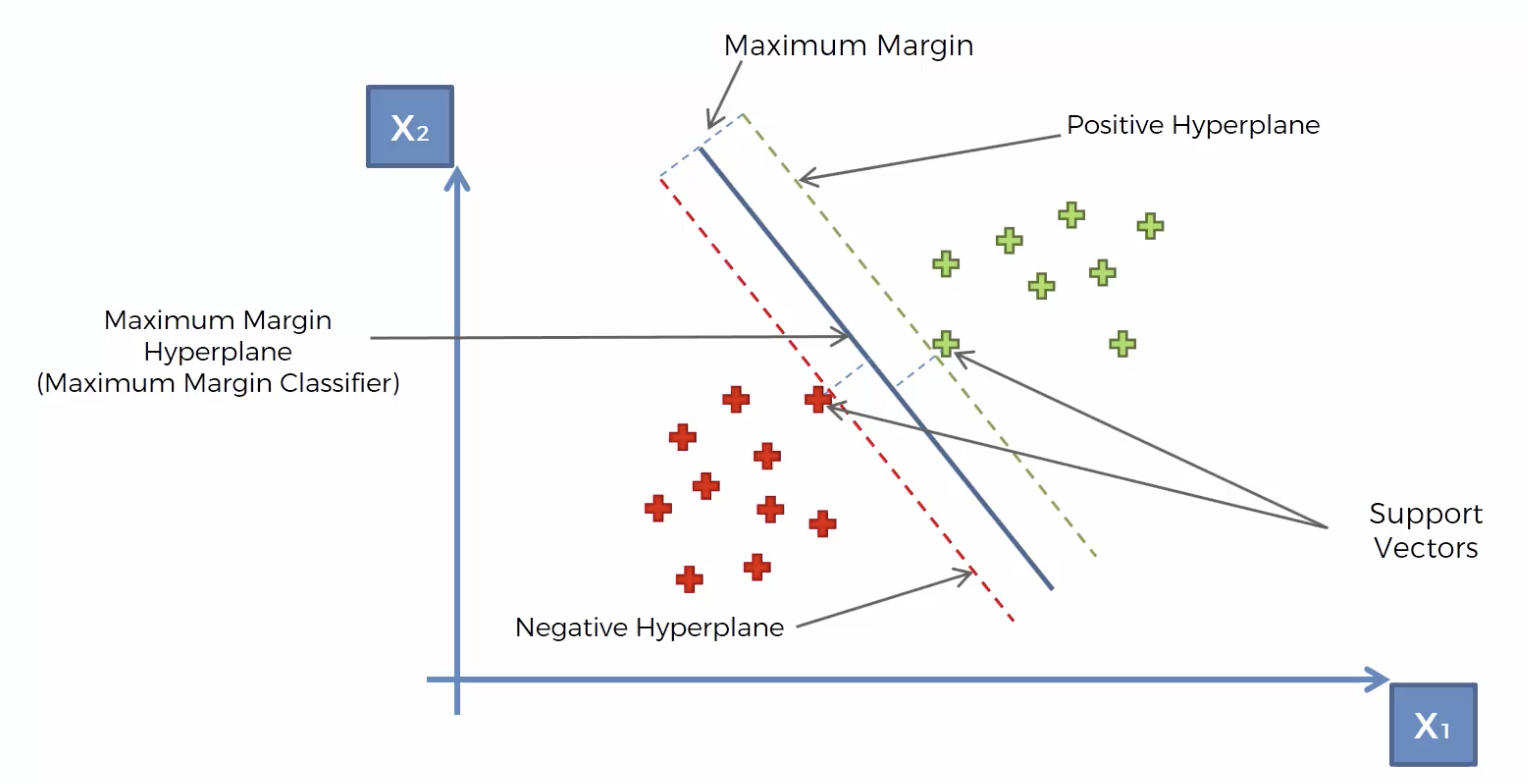 Maximum Margin
X₂
Positive Hyperplane
Maximum Margin
Hyperplane
(Maximum Margin Classifier)
Support
Vectors
Negative Hyperplane
X₁